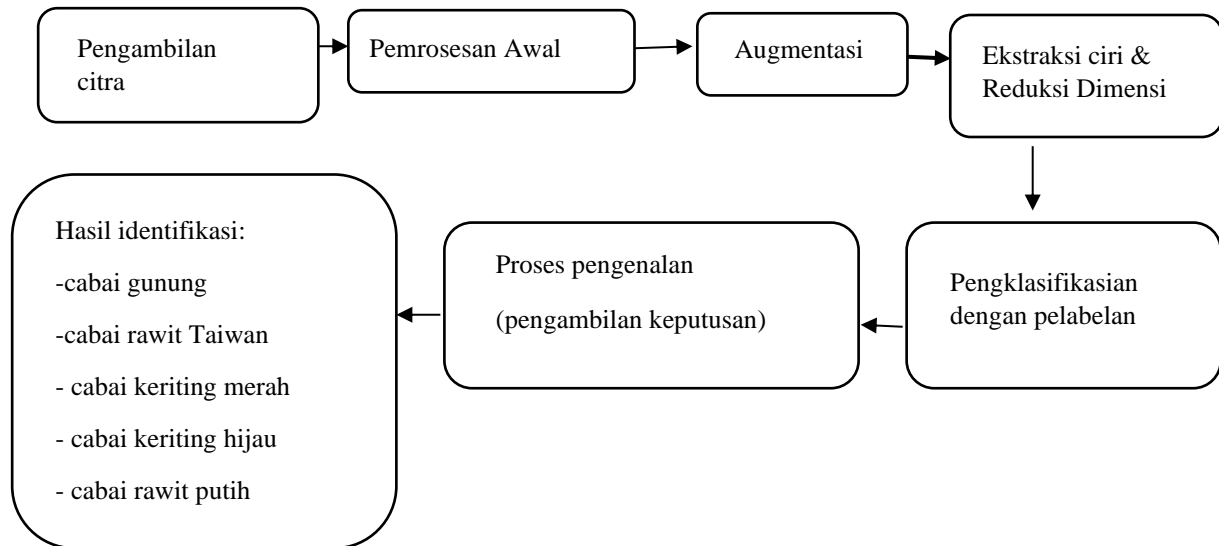 Pengambilan
citra
Pemrosesan Awal
Augmentasi
Ekstraksi ciri &
Reduksi Dimensi
Pengklasifikasian
dengan pelabelan
Proses pengenalan
(pengambilan keputusan)
Hasil identifikasi:
-cabai gunung
-cabai rawit Taiwan
- cabai keriting merah
- cabai keriting hijau
- cabai rawit putih